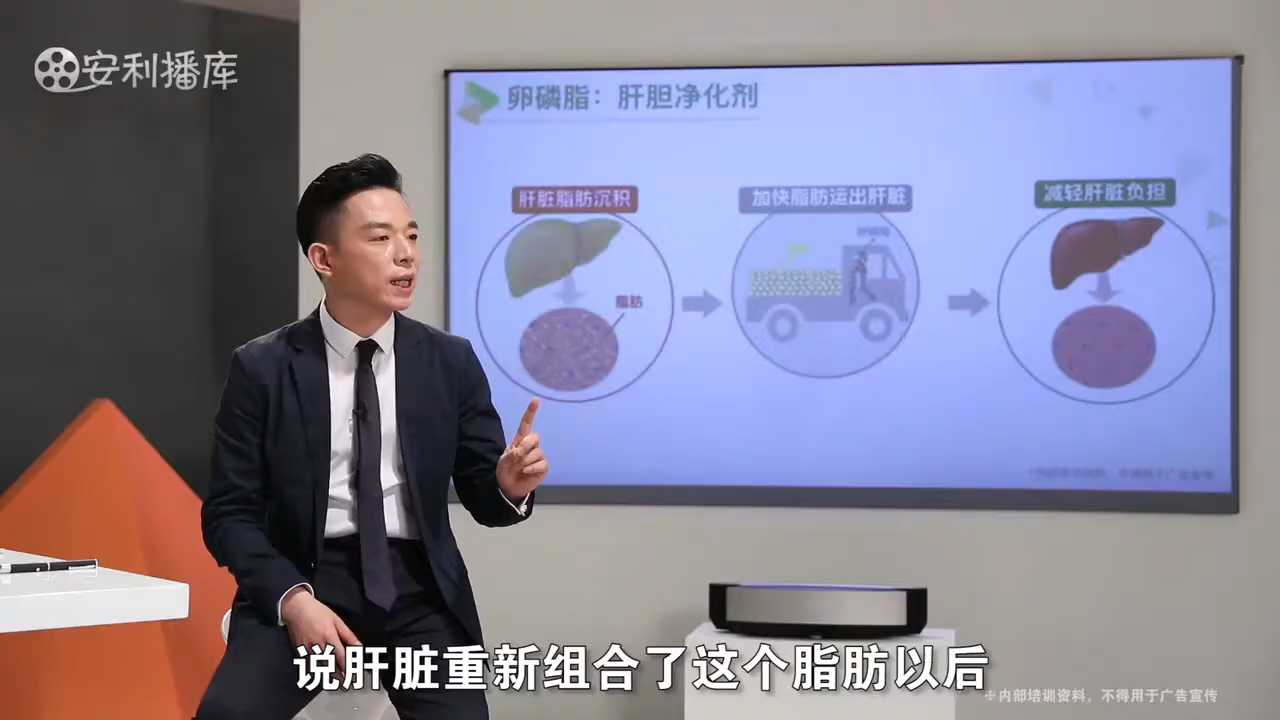 安利播库
卵磷脂：肝胆净化剂
肝脏脂肪沉积
加快脂肪运出肝脏
减轻肝脏负担
卵磷脂
脂肪
说肝脏重新组合了这个脂肪以后
※内部培训资料，不得用于广告宣传